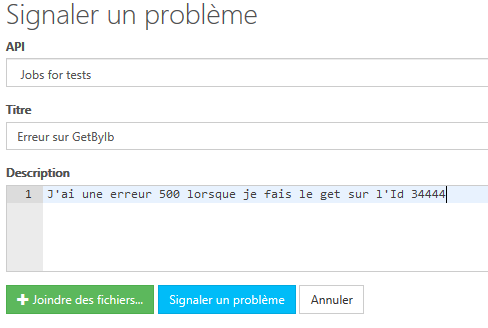 Signaler un problème
API
Jobs for tests
Titre
Erreur sur GetByIb
Description
1 J'ai une erreur 500 lorsque je fais le get sur l'Id 34444
+ Joindre des fichiers... Signaler un problème Annuler